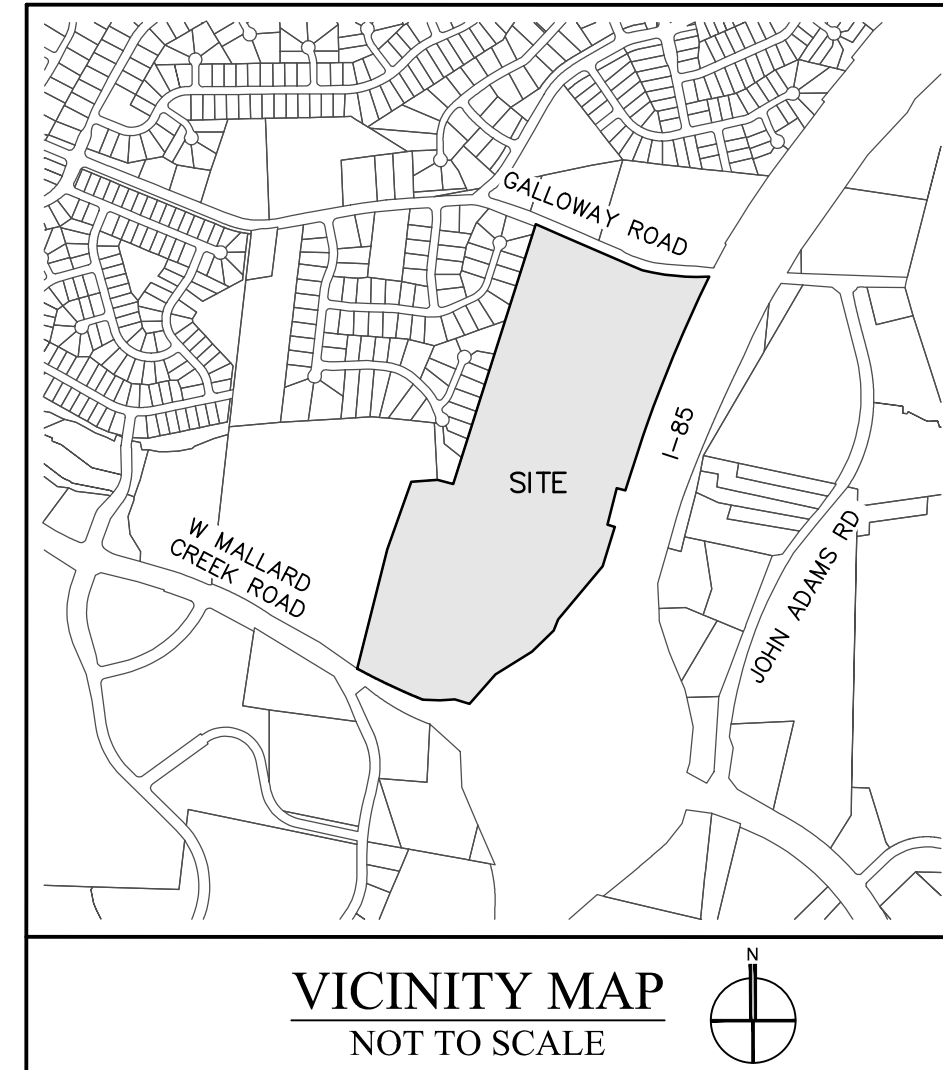 GALLOWAY ROAD
I-85
SITE
W MALLARD
CREEK ROAD
JOHN ADAMS RD
VICINITY MAP
NOT TO SCALE
N